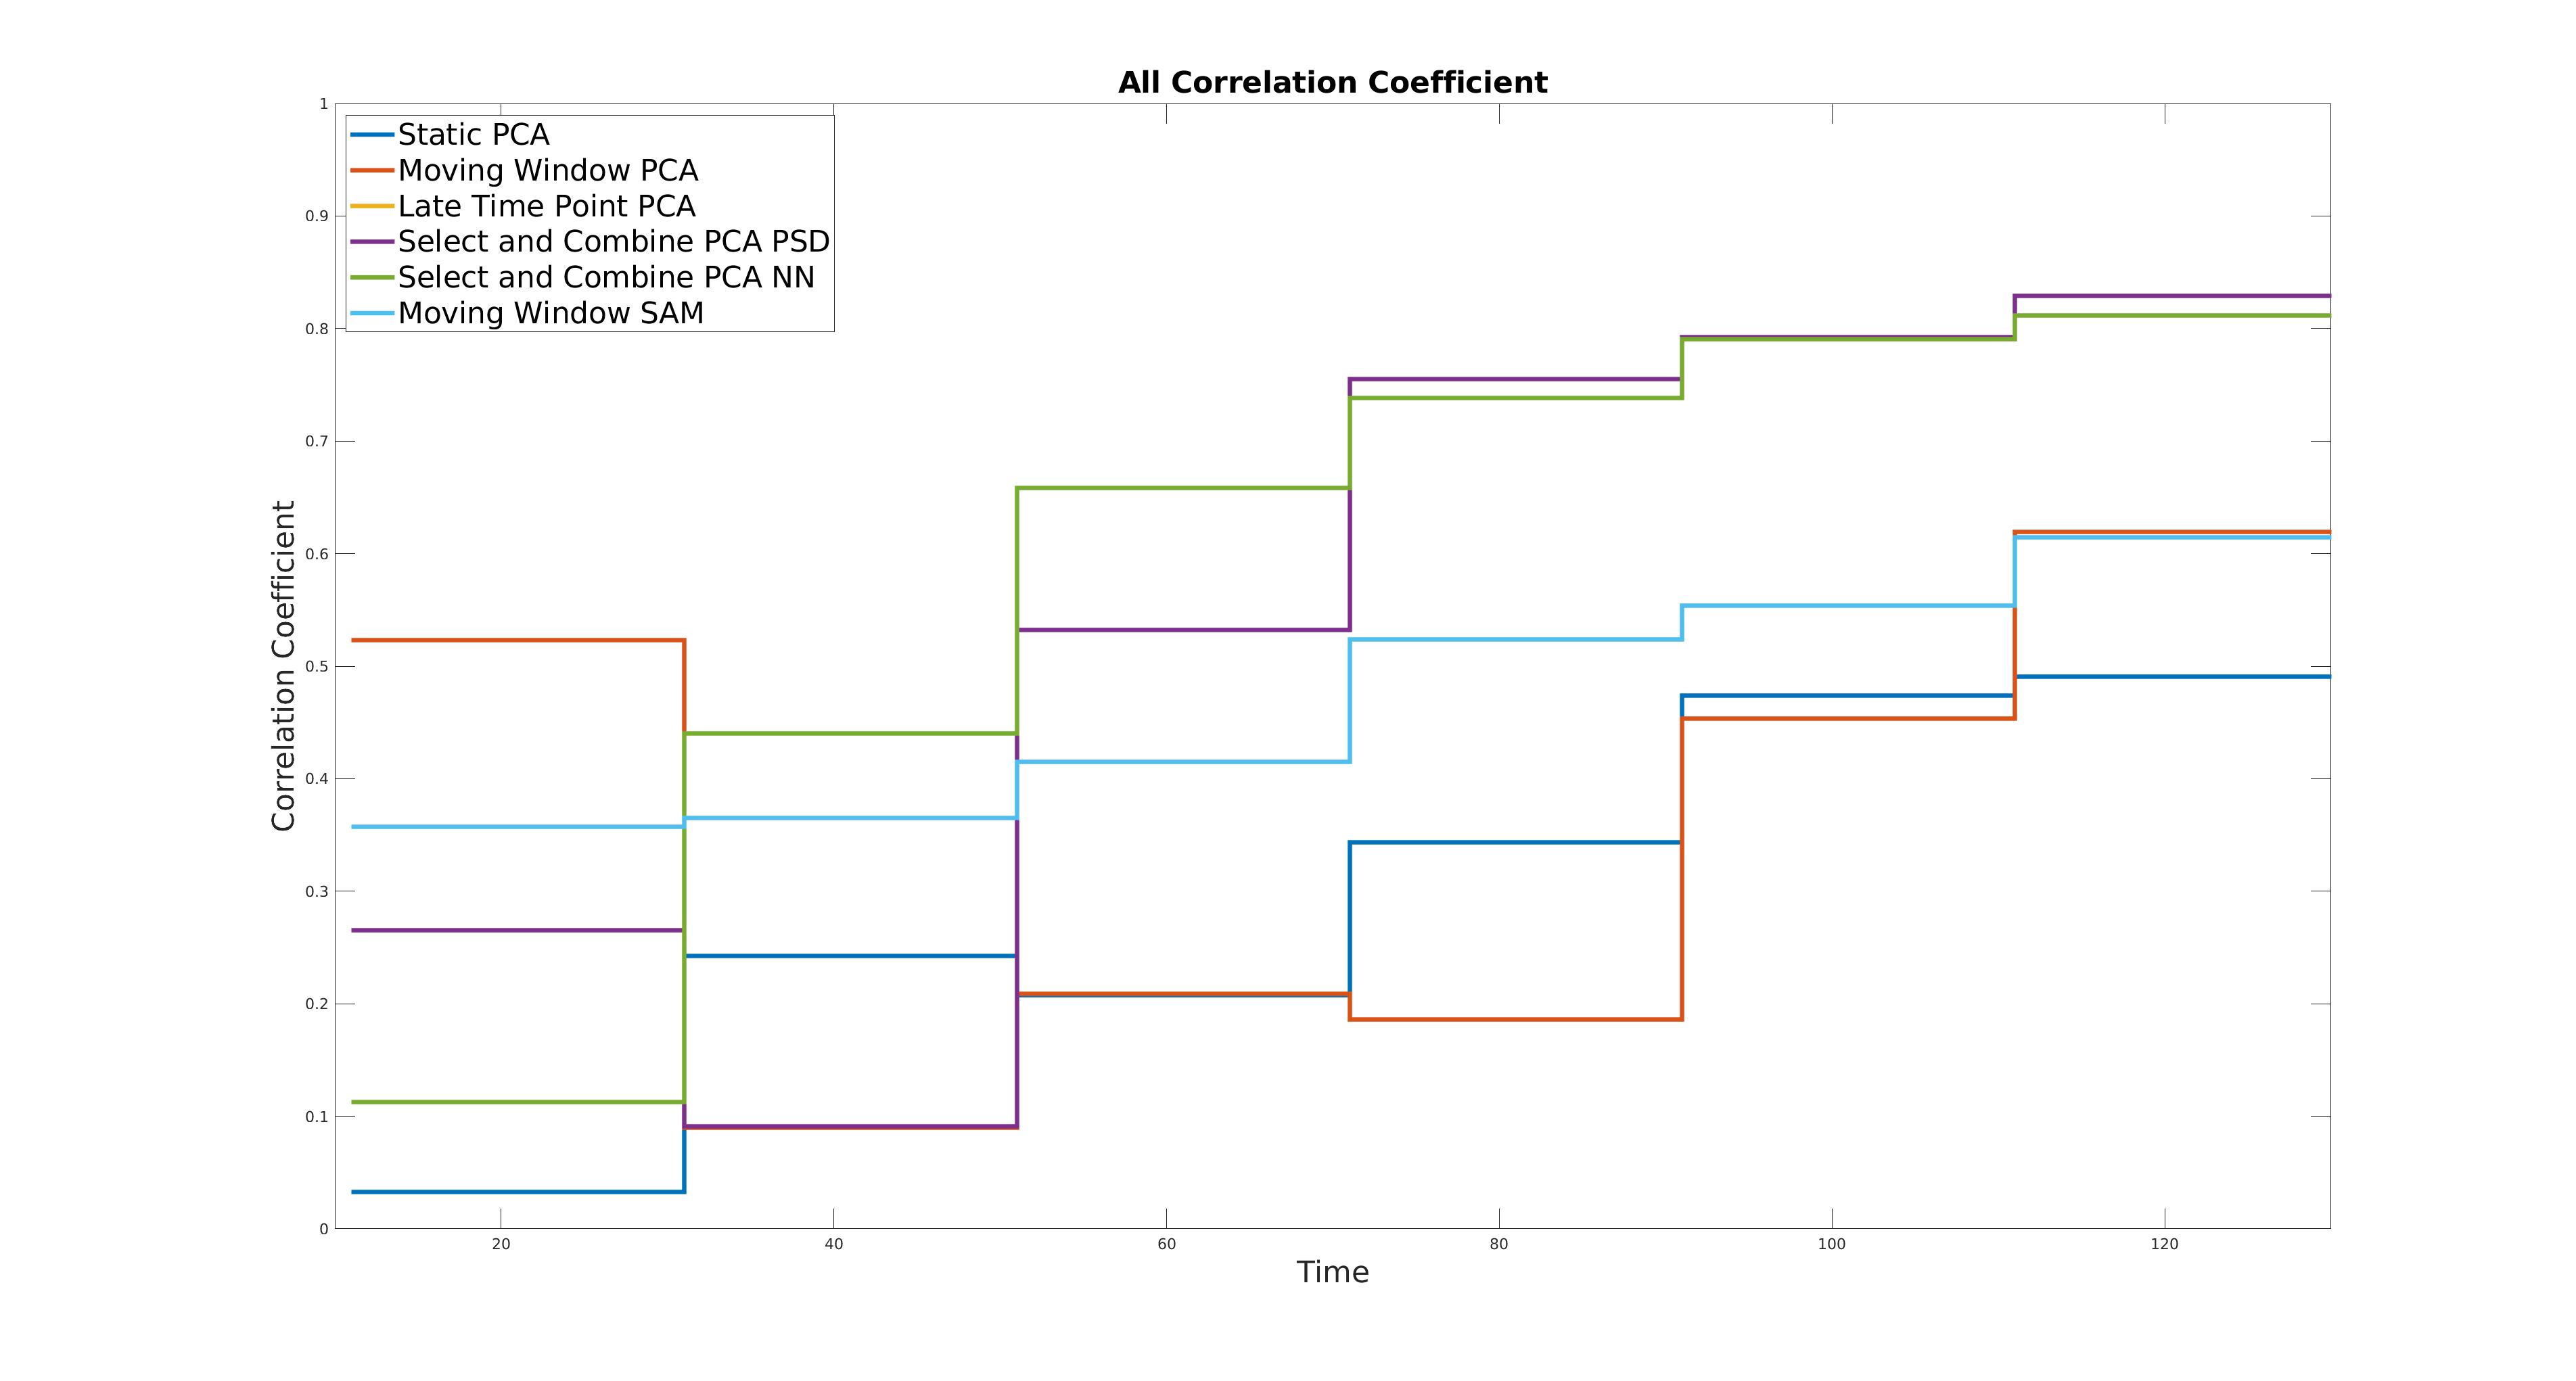 All Correlation Coefficient
Static PCA
Moving Window PCA
Late Time Point PCA
Select and Combine PCA PSD
Select and Combine PCA NN
Moving Window SAM
Correlation Coefficient
1
0.9
0.8
0.7
0.6
0.5
0.4
0.3
0.2
0.1
0
20 40 60 80 100 120
Time